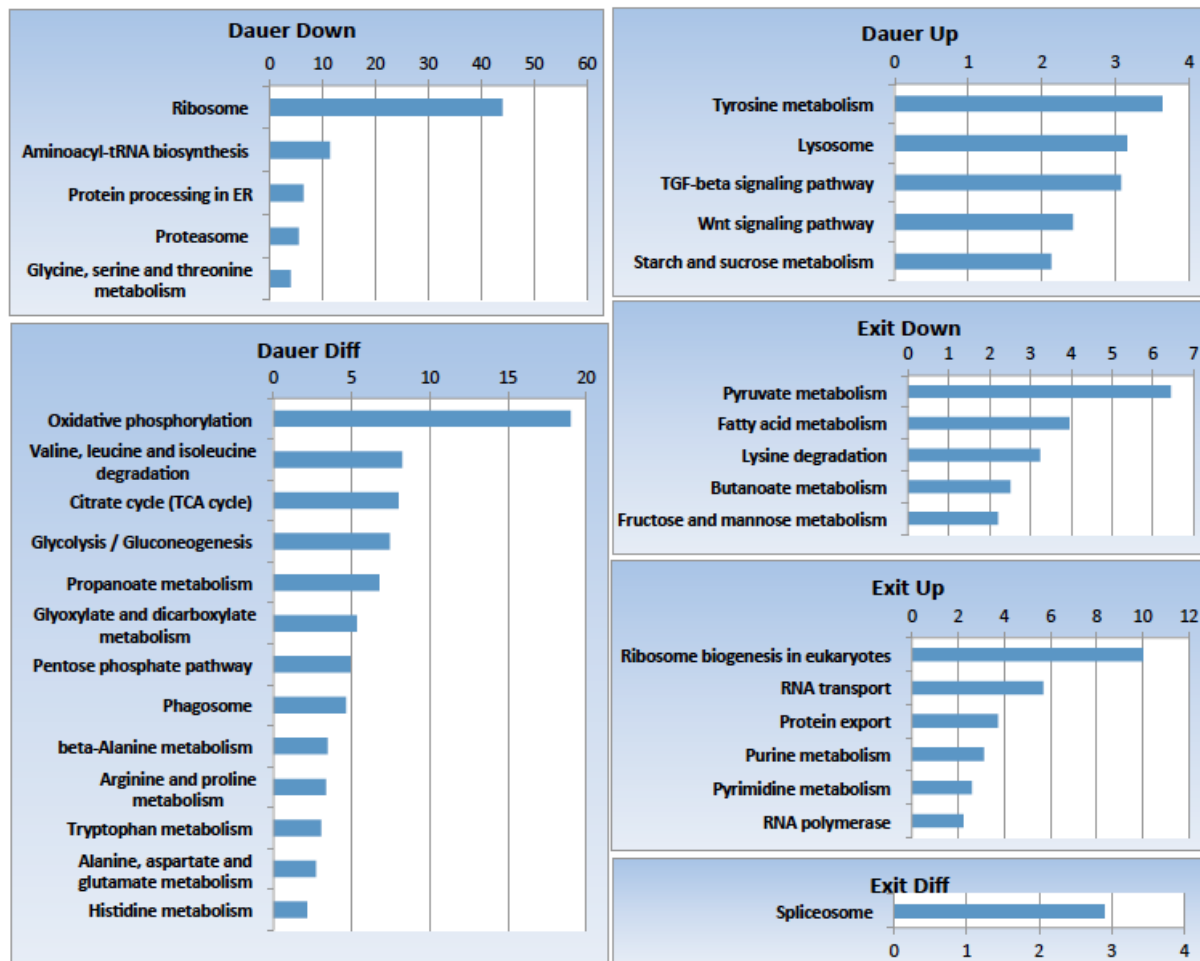 Dauer Down
0 10 20 30 40 50 60
Ribosome
Aminoacyl-tRNA biosynthesis
Protein processing in ER
Proteasome
Glycine, serine and threonine
metabolism
Dauer Up
0 1 2 3 4
Tyrosine metabolism
Lysosome
TGF-beta signaling pathway
Wnt signaling pathway
Starch and sucrose metabolism
Dauer Diff
0 5 10 15 20
Oxidative phosphorylation
Valine, leucine and isoleucine
degradation
Citrate cycle (TCA cycle)
Glycolysis / Gluconeogenesis
Propanoate metabolism
Glyoxylate and dicarboxylate
metabolism
Pentose phosphate pathway
Phagosome
beta-Alanine metabolism
Arginine and proline
metabolism
Tryptophan metabolism
Alanine, aspartate and
glutamate metabolism
Histidine metabolism
Exit Down
0 1 2 3 4 5 6 7
Pyruvate metabolism
Fatty acid metabolism
Lysine degradation
Butanoate metabolism
Fructose and mannose metabolism
Exit Up
0 2 4 6 8 10 12
Ribosome biogenesis in eukaryotes
RNA transport
Protein export
Purine metabolism
Pyrimidine metabolism
RNA polymerase
Exit Diff
Spliceosome
0 1 2 3 4